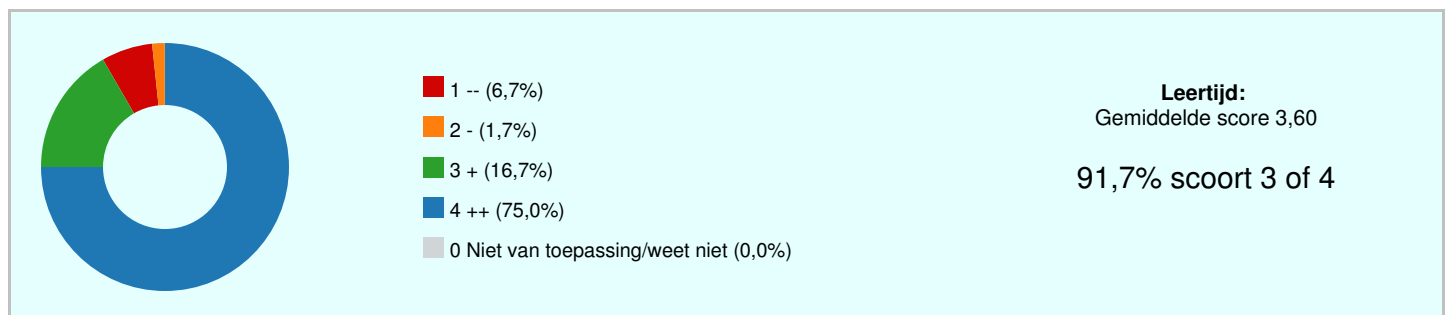 1 -- (6,7%)
2 - (1,7%)
3 + (16,7%)
4 ++ (75,0%)
0 Niet van toepassing/weet niet (0,0%)
Leertijd:
Gemiddelde score 3,60
91,7% scoort 3 of 4